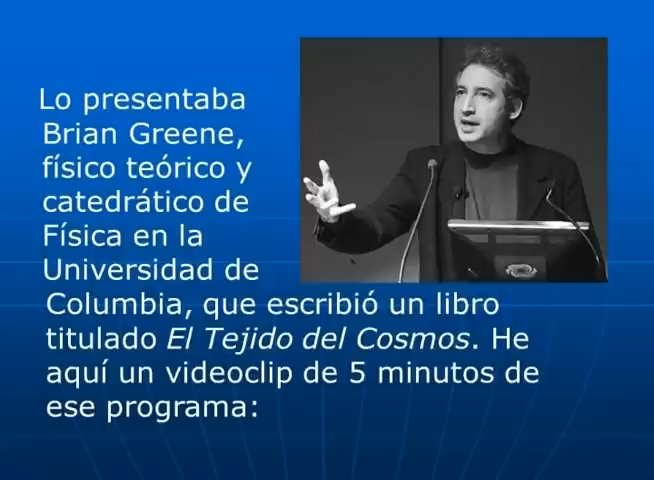 Lo presentaba
Brian Greene,
físico teórico y
catedrático de
Física en la
Universidad de
Columbia, que escribió un libro
titulado El Tejido del Cosmos. He
aquí un videoclip de 5 minutos de
ese programa: